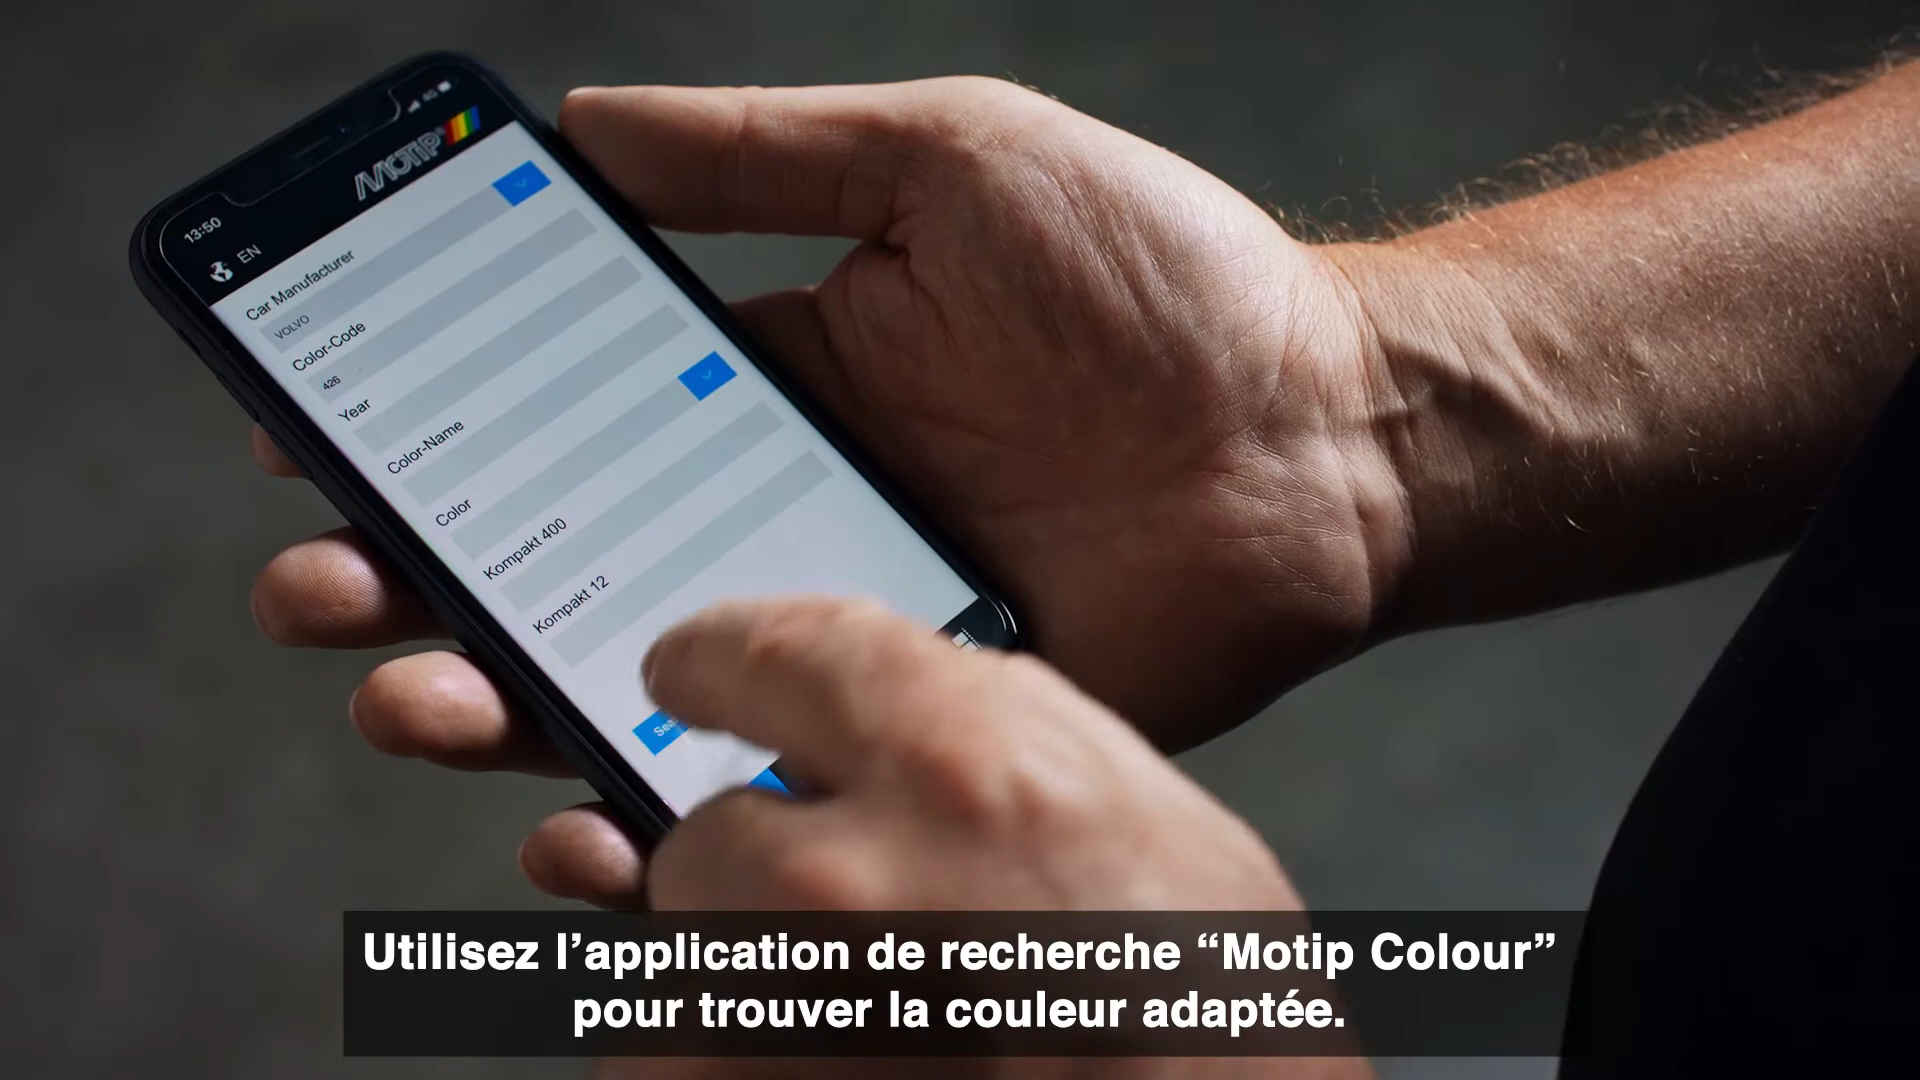 4G
MOTIP
13:50
EN
Car Manufacturer
VOLVO
Color-Code
426
Year
Color-Name
Color
Kompakt 400
Kompakt 12
Utilisez l’application de recherche “Motip Colour”
pour trouver la couleur adaptée.